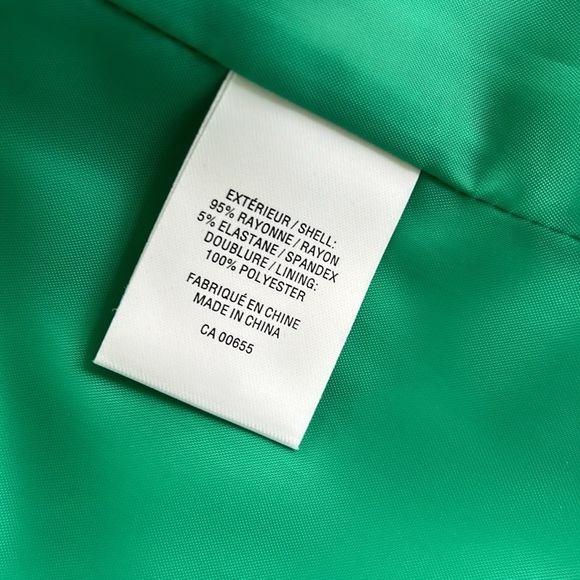 EXTÉRIEUR / SHELL:
95% RAYONNE / RAYON
5% ELASTANE / SPANDEX
DOUBLURE / LINING:
100% POLYESTER
FABRIQUÉ EN CHINE
MADE IN CHINA
CA 00655